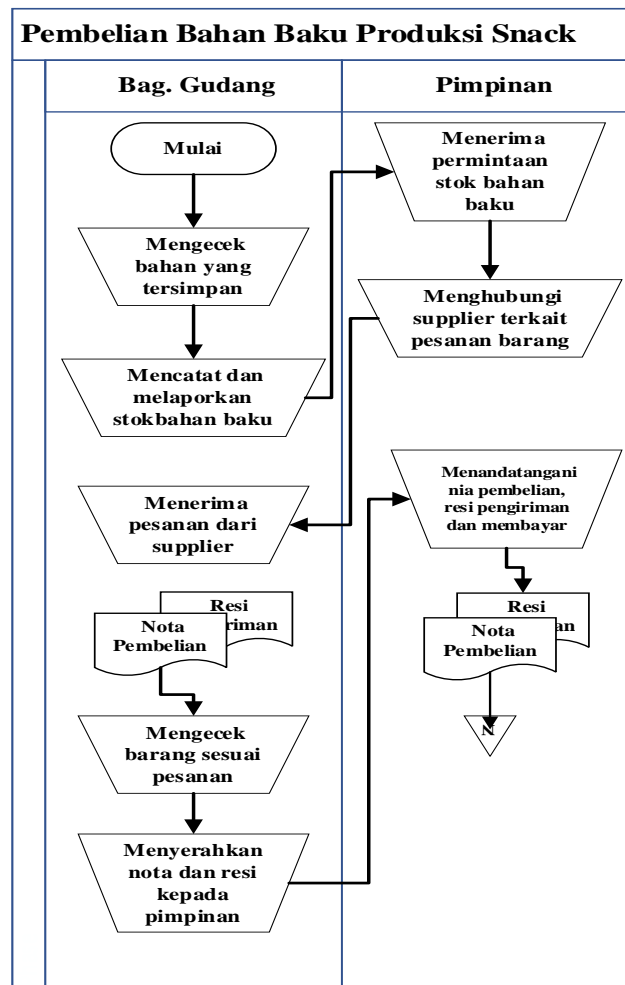 Pembelian Bahan Baku Produksi Snack
Bag. Gudang
Pimpinan
Mulai
Mengecek
bahan yang
tersimpan
Mencatat dan
melaporkan
stokbahan baku
Menerima
permintaan
stok bahan
baku
Menghubungi
supplier terkait
pesanan barang
Menerima
pesanan dari
supplier
Resi
riman
Nota
Pembelian
Mengecek
barang sesuai
pesanan
Menyerahkan
nota dan resi
kepada
pimpinan
Menandatangani
nia pembelian,
resi pengiriman
dan membayar
Resi
an
Nota
Pembelian
N